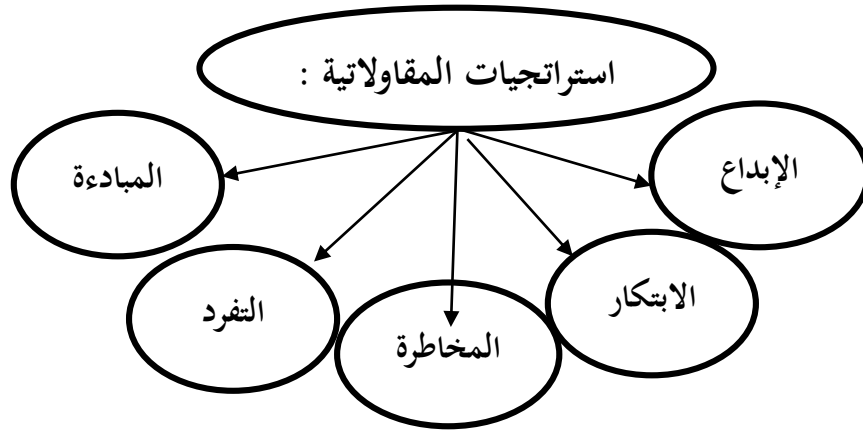 استراتجيات المقاولاتية :
الإبداع
الابتكار
المخاطرة
التفرد
المبادءة